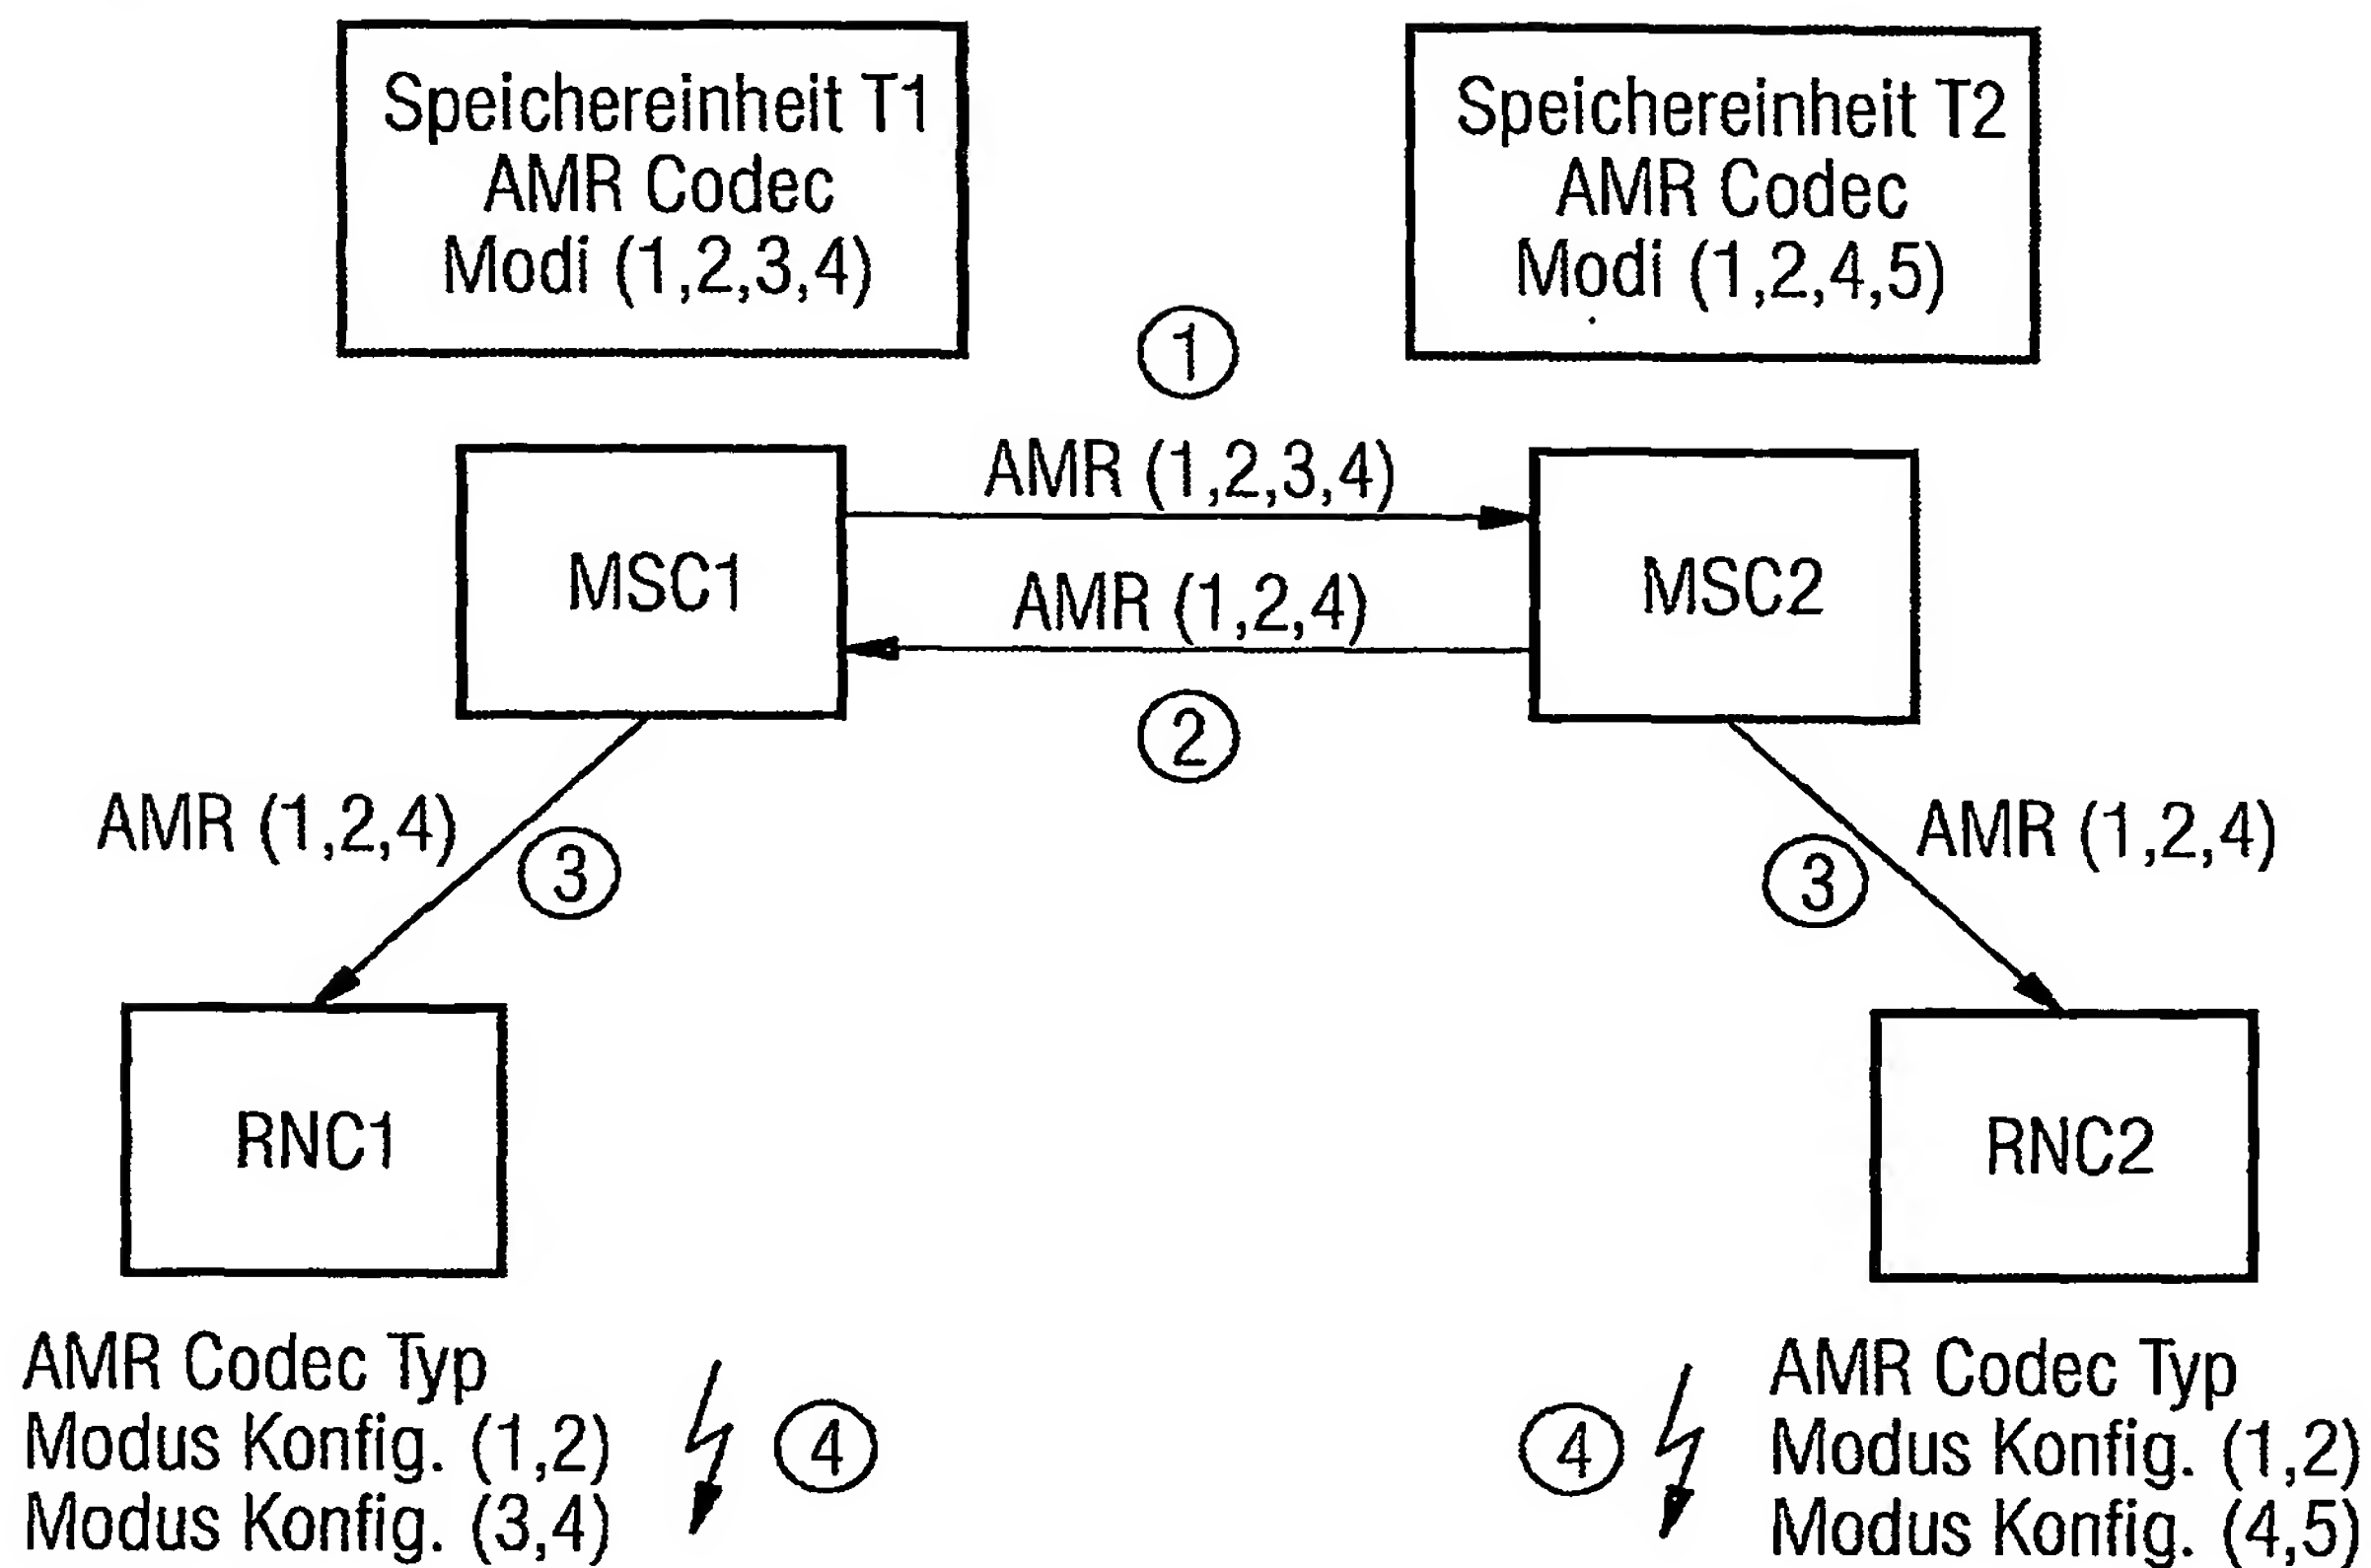 Speichereinheit T1
AMR Codec
Modi (1,2,3,4)
Speichereinheit T2
AMR Codec
Modi (1,2,4,5)
1
AMR (1,2,3,4)
MSC1
MSC2
AMR (1,2,4)
2
AMR (1,2,4)
3
3
AMR (1,2,4)
RNC1
RNC2
AMR Codec Typ
Modus Konfig. (1,2)
Modus Konfig. (3,4)
4
4
AMR Codec Typ
Modus Konfig. (1,2)
Modus Konfig. (4,5)